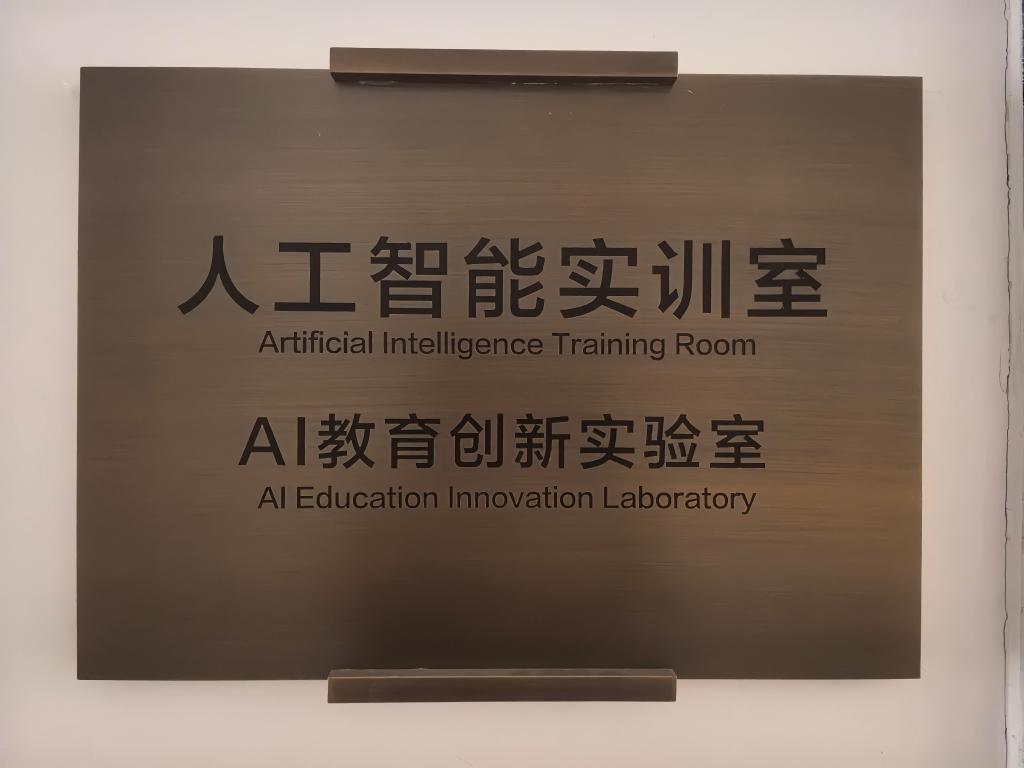 人工智能实训室
Artificial Intelligence Training Room
AI教育创新实验室
AI Education Innovation Laboratory